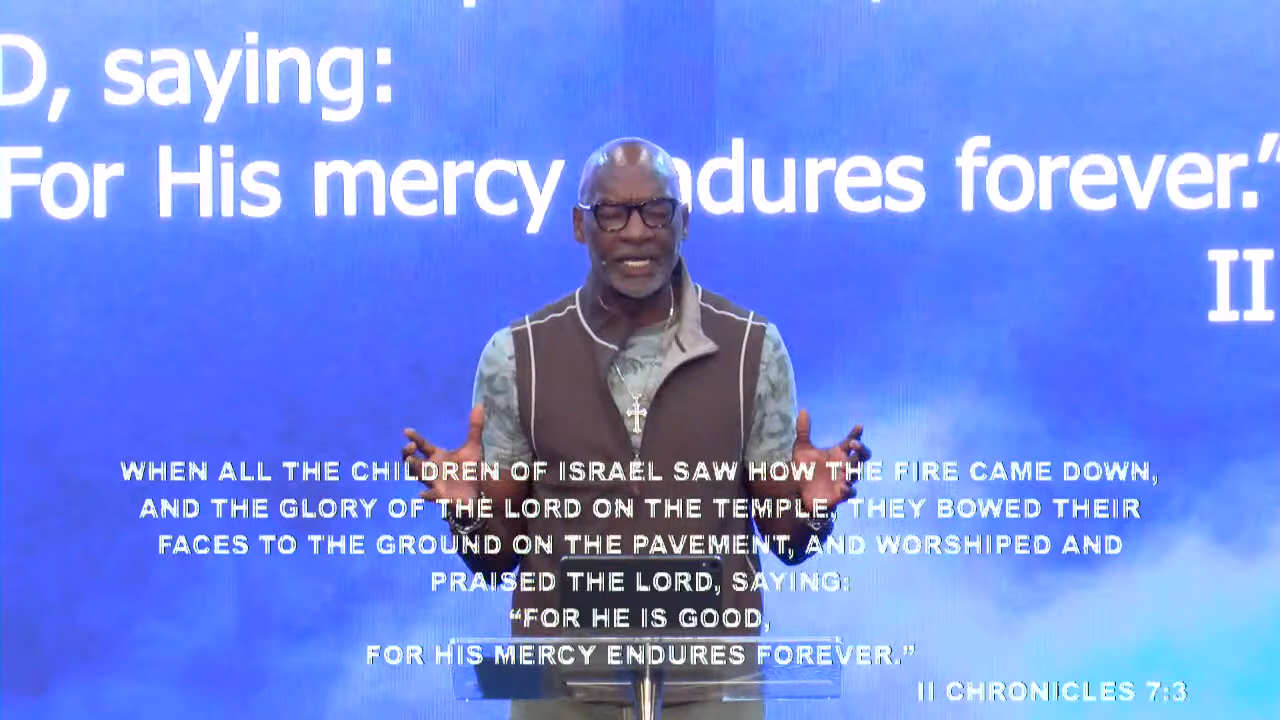 D, saying:
For His mercy endures forever.”
II
WHEN ALL THE CHILDREN OF ISRAEL SAW HOW THE FIRE CAME DOWN,
AND THE GLORY OF THE LORD ON THE TEMPLE, THEY BOWED THEIR
FACES TO THE GROUND ON THE PAVEMENT, AND WORSHIPED AND
PRAISED THE LORD, SAYING:
“FOR HE IS GOOD,
FOR HIS MERCY ENDURES FOREVER.”
II CHRONICLES 7:3